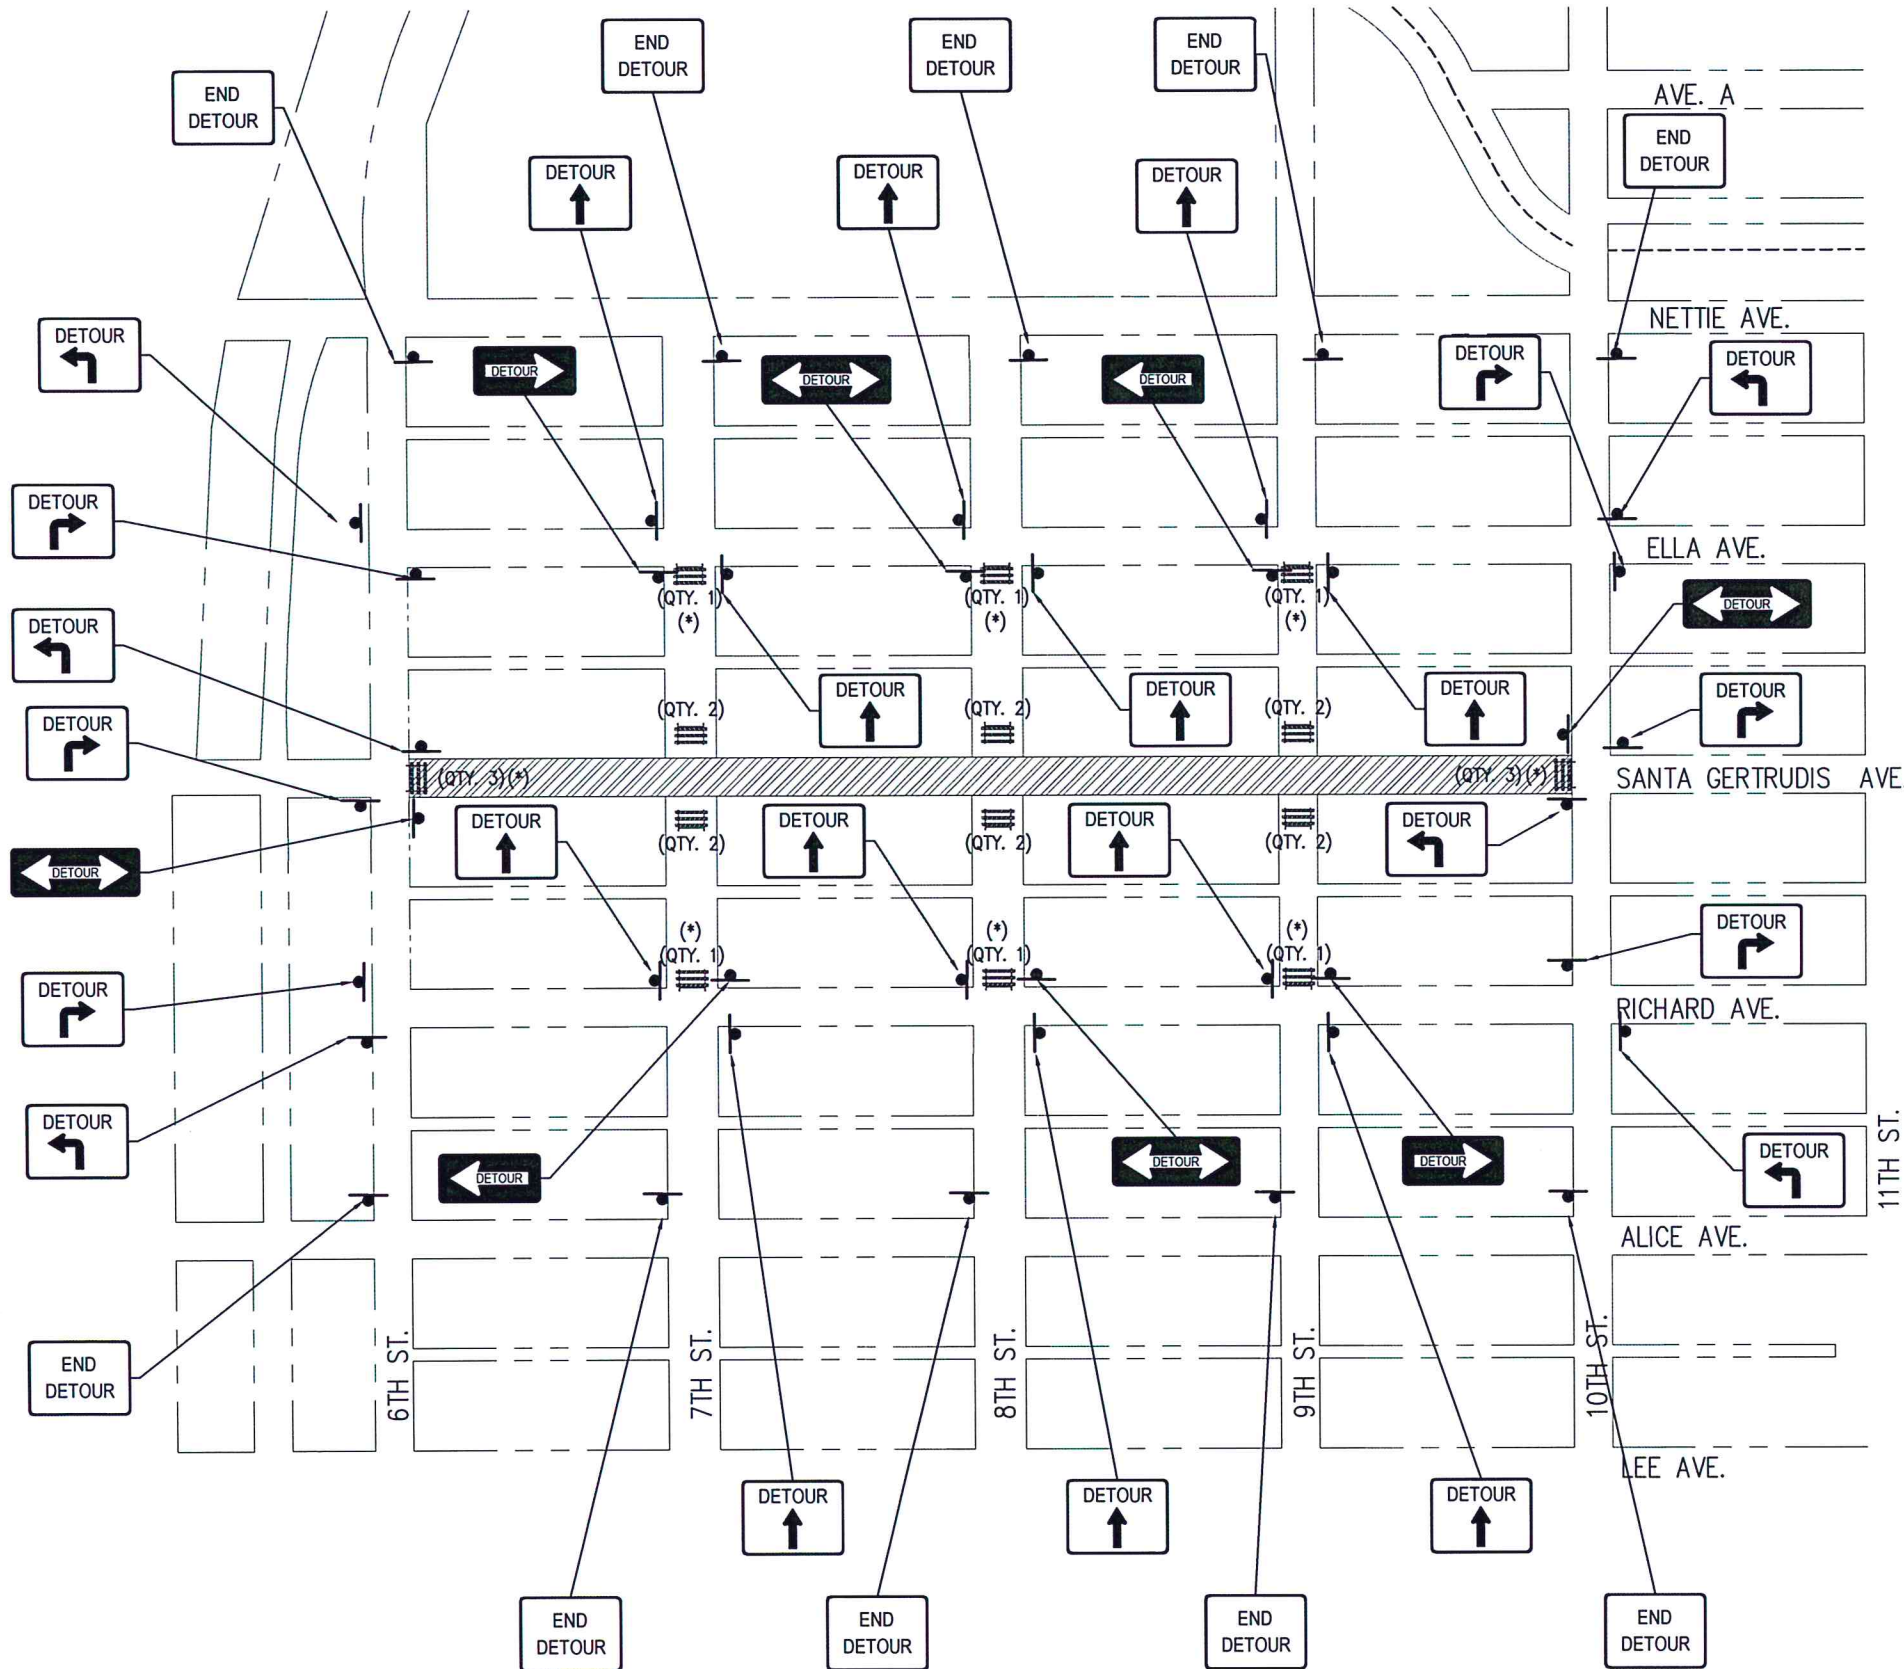 END
DETOUR
END
DETOUR
END
DETOUR
END
DETOUR
AVE. A
END
DETOUR
DETOUR
DETOUR
DETOUR
NETTIE AVE.
DETOUR
DETOUR
DETOUR
DETOUR
DETOUR
DETOUR
DETOUR
ELLA AVE.
(QTY. 1)
(*)
(QTY. 1)
(*)
(QTY. 1)
(*)
DETOUR
DETOUR
DETOUR
DETOUR
DETOUR
DETOUR
DETOUR
(QTY. 2)
(QTY. 2)
(QTY. 2)
(QTY. 3)(*)
(QTY. 3)(*)
SANTA GERTRUDIS AVE
DETOUR
DETOUR
DETOUR
DETOUR
DETOUR
(QTY. 2)
(QTY. 2)
(QTY. 2)
DETOUR
(*)
(QTY. 1)
(*)
(QTY. 1)
(*)
(QTY. 1)
DETOUR
RICHARD AVE.
DETOUR
DETOUR
DETOUR
DETOUR
DETOUR
11TH ST.
ALICE AVE.
END
DETOUR
6TH ST.
7TH ST.
8TH ST.
9TH ST.
10TH ST.
LEE AVE.
DETOUR
DETOUR
DETOUR
END
DETOUR
END
DETOUR
END
DETOUR
END
DETOUR